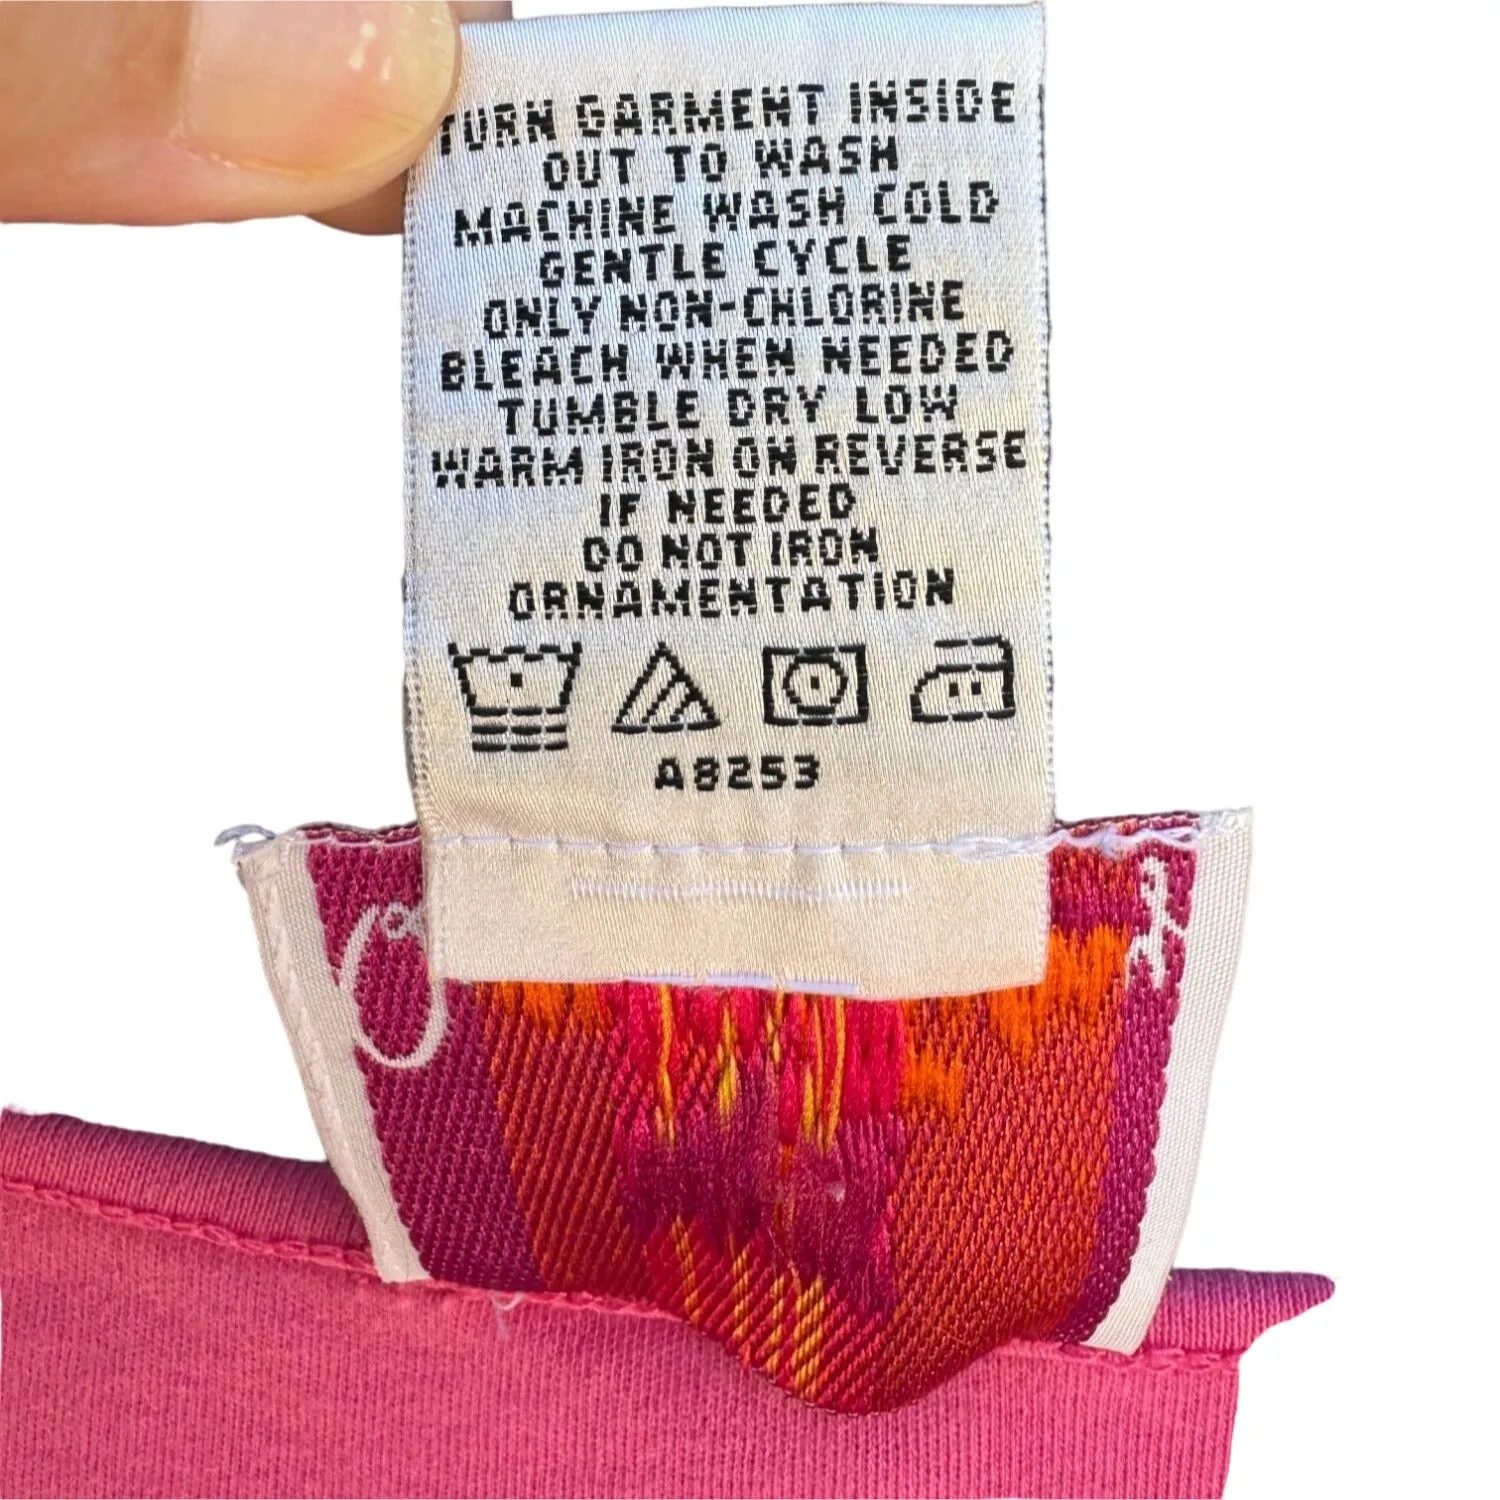 TURN GARMENT INSIDE
OUT TO WASH
MACHINE WASH COLD
GENTLE CYCLE
ONLY NON-CHLORINE
BLEACH WHEN NEEDED
TUMBLE DRY LOW
WARM IRON ON REVERSE
IF NEEDED
DO NOT IRON
ORNAMENTATION
A8253